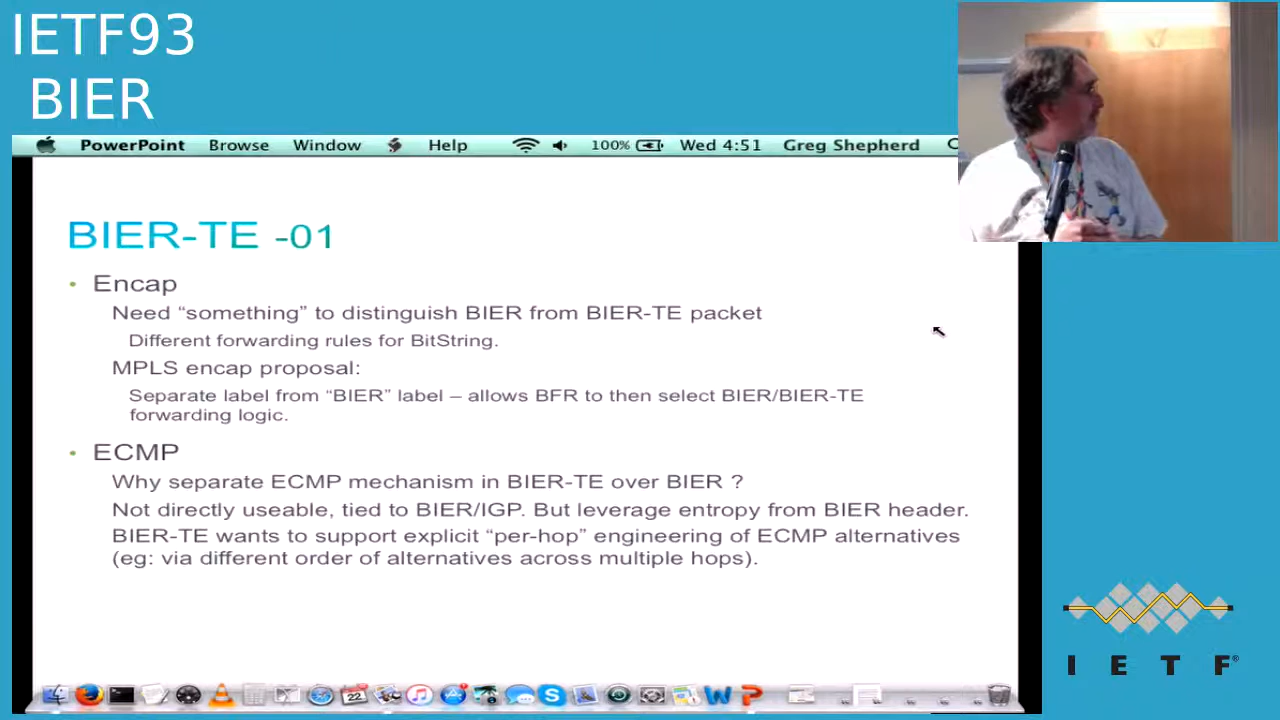 IETF93
BIER
PowerPoint Browse Window Help 100% Wed 4:51 Greg Shepherd
BIER-TE -01
• Encap
Need “something” to distinguish BIER from BIER-TE packet
Different forwarding rules for BitString.
MPLS encap proposal:
Separate label from “BIER” label – allows BFR to then select BIER/BIER-TE
forwarding logic.
• ECMP
Why separate ECMP mechanism in BIER-TE over BIER ?
Not directly useable, tied to BIER/IGP. But leverage entropy from BIER header.
BIER-TE wants to support explicit “per-hop” engineering of ECMP alternatives
(eg: via different order of alternatives across multiple hops).
22
I E T F®